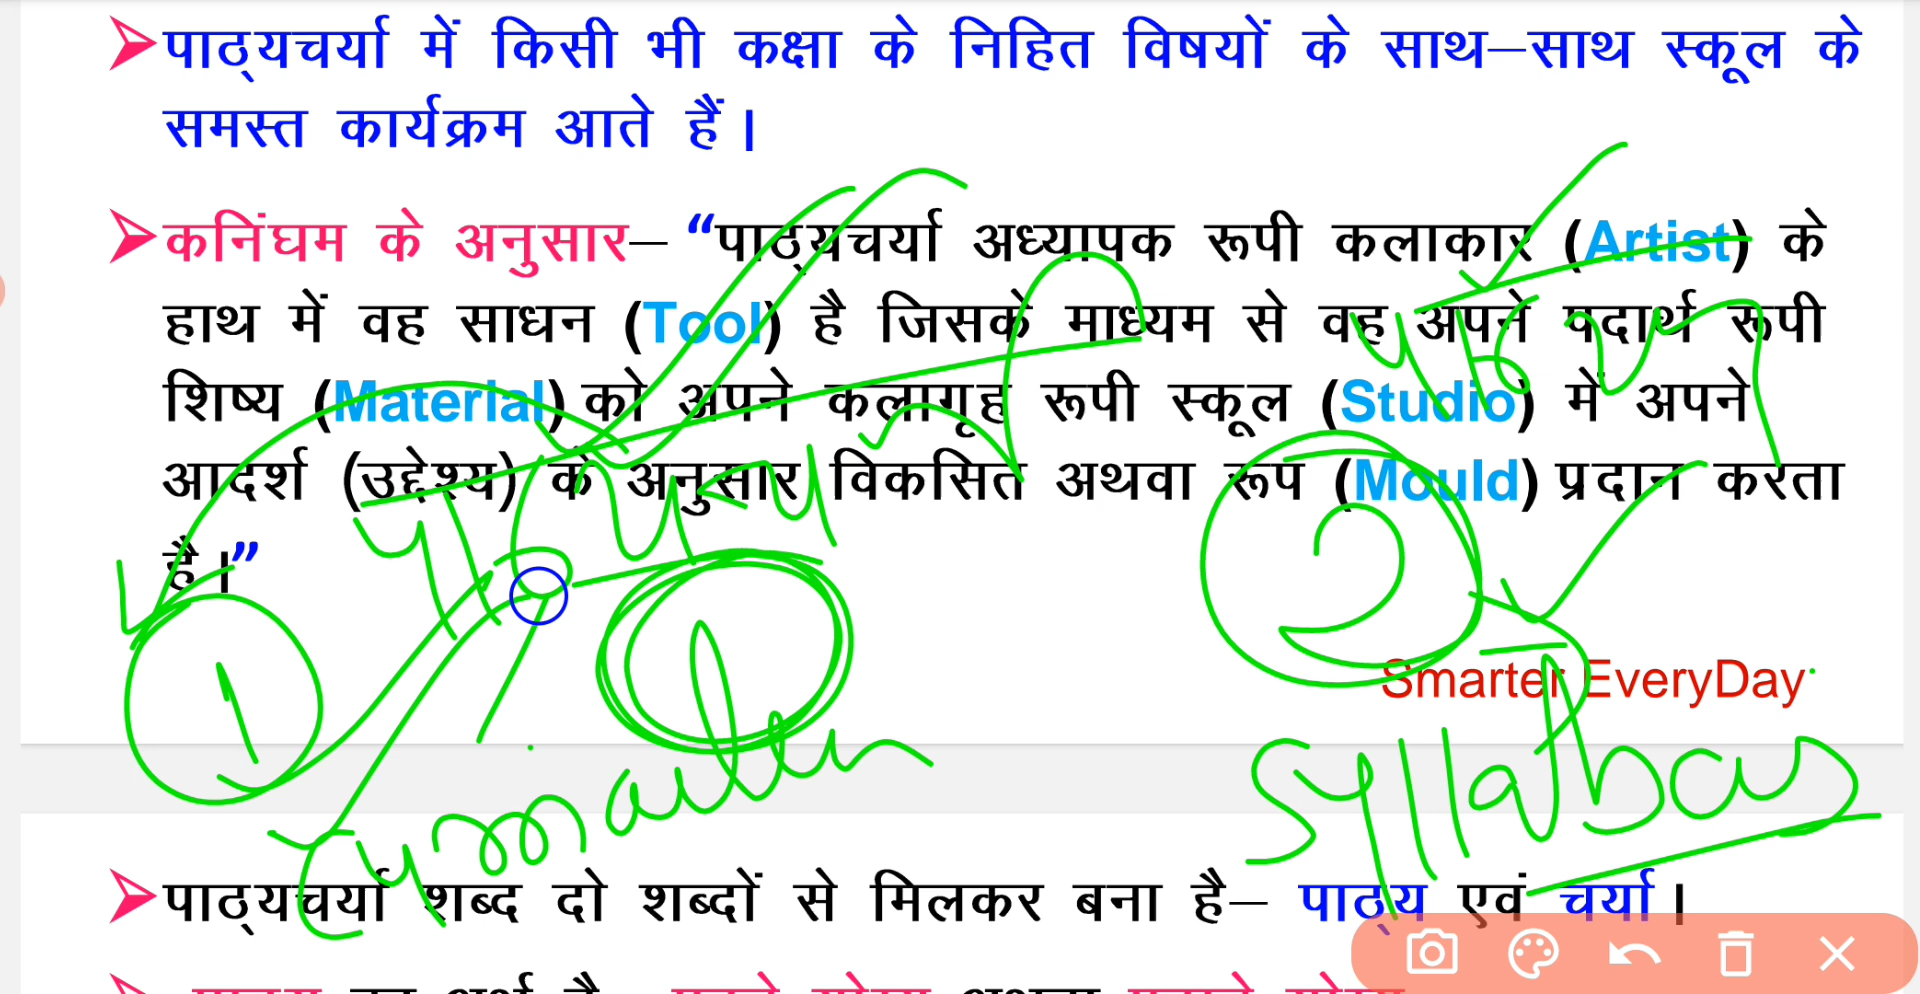 ➢पाठ्यचर्या में किसी भी कक्षा के निहित विषयों के साथ–साथ स्कूल के
समस्त कार्यक्रम आते हैं।
➢कनिंघम के अनुसार– “पाठ्यचर्या अध्यापक रूपी कलाकार (Artist) के
हाथ में वह साधन (Tool) है जिसके माध्यम से वह अपने पदार्थ रूपी
शिष्य (Material) को अपने कलागृह रूपी स्कूल (Studio) में अपने
आदर्श (उद्देश्य) के अनुसार विकसित अथवा रूप (Mould) प्रदान करता
है।”
1
2
Smarter EveryDay
➢पाठ्यचर्या शब्द दो शब्दों से मिलकर बना है– पाठ्य एवं चर्या।